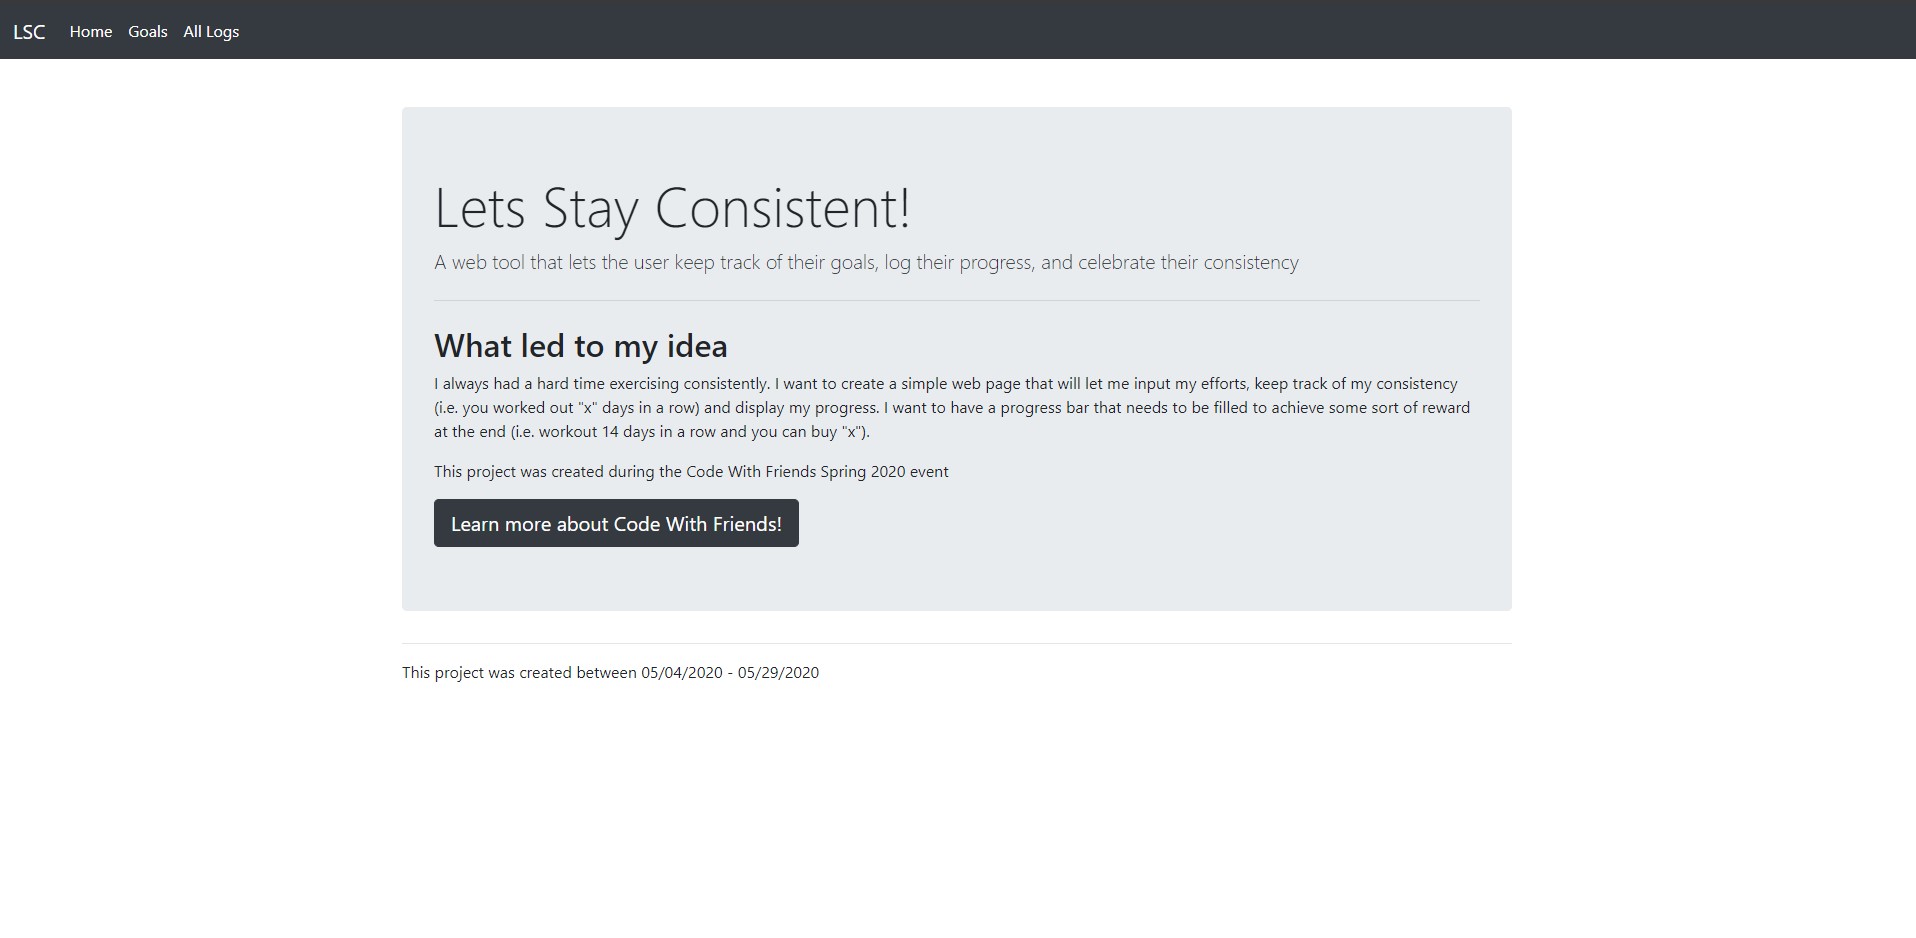 LSC Home Goals All Logs
Lets Stay Consistent!
A web tool that lets the user keep track of their goals, log their progress, and celebrate their consistency
What led to my idea
I always had a hard time exercising consistently. I want to create a simple web page that will let me input my efforts, keep track of my consistency
(i.e. you worked out "x" days in a row) and display my progress. I want to have a progress bar that needs to be filled to achieve some sort of reward
at the end (i.e. workout 14 days in a row and you can buy "x").
This project was created during the Code With Friends Spring 2020 event
Learn more about Code With Friends!
This project was created between 05/04/2020 - 05/29/2020